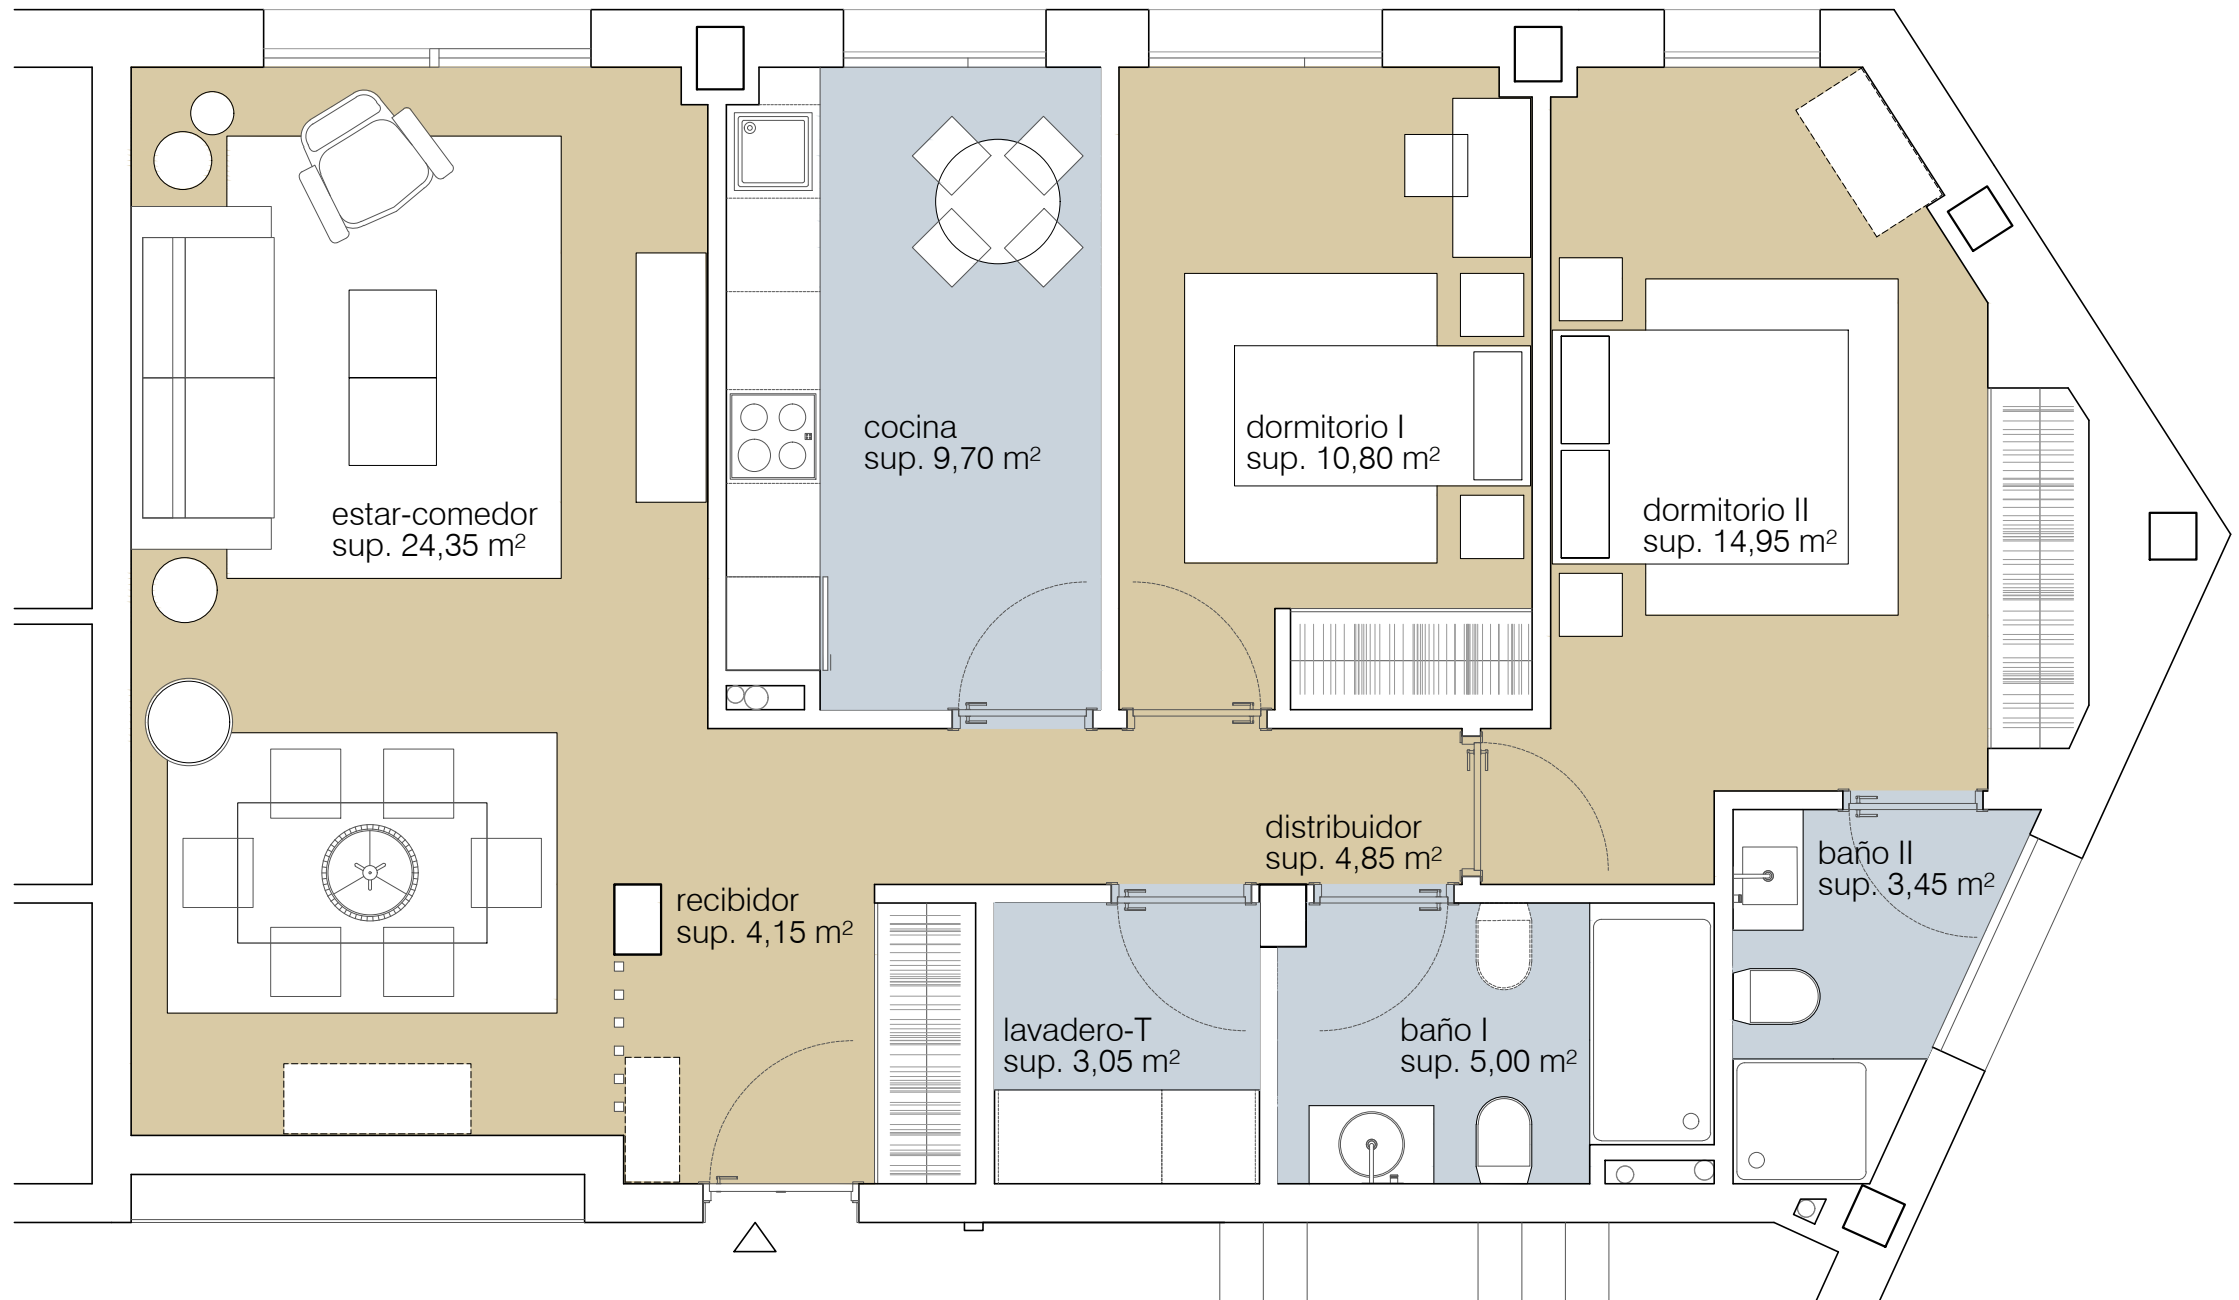 cocina
sup. 9,70 m²
dormitorio I
sup. 10,80 m²
estar-comedor
sup. 24,35 m²
dormitorio II
sup. 14,95 m²
distribuidor
sup. 4,85 m²
baño II
sup. 3,45 m²
recibidor
sup. 4,15 m²
lavadero-T
sup. 3,05 m²
baño I
sup. 5,00 m²